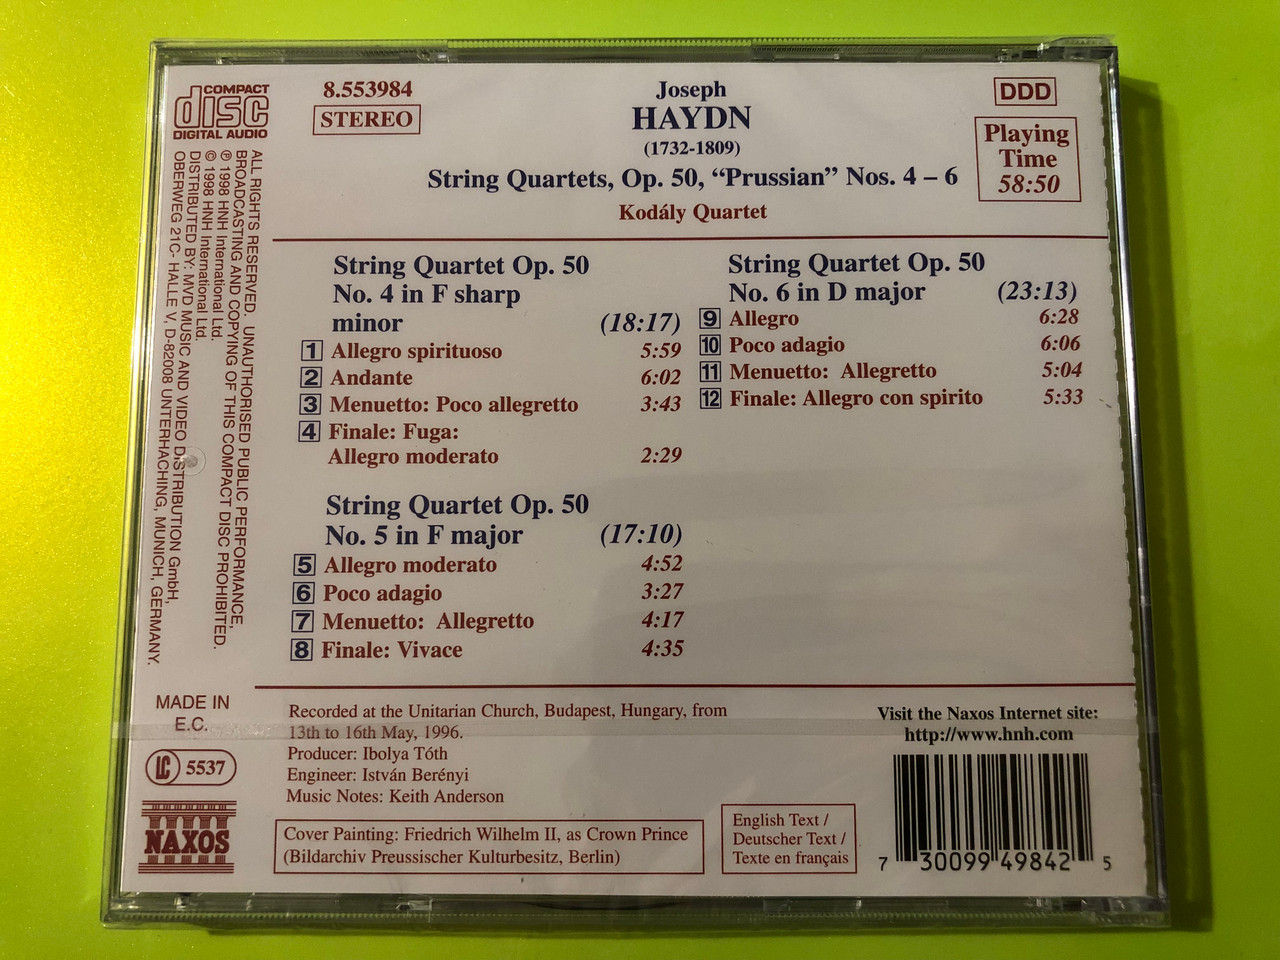 COMPACT
disc
DIGITAL AUDIO
8.553984
STEREO
Joseph
HAYDN
(1732-1809)
String Quartets, Op. 50, “Prussian” Nos. 4 – 6
Kodály Quartet
DDD
Playing
Time
58:50
ALL RIGHTS RESERVED. UNAUTHORISED PUBLIC PERFORMANCE,
BROADCASTING AND COPYING OF THIS COMPACT DISC PROHIBITED.
℗ 1998 HNH International Ltd.
© 1998 HNH International Ltd.
DISTRIBUTED BY: MVD MUSIC AND VIDEO DISTRIBUTION GmbH,
OBERWEG 21C- HALLE V, D-82008 UNTERHACHING, MUNICH, GERMANY.
String Quartet Op. 50
No. 4 in F sharp
minor (18:17)
1 Allegro spirituoso 5:59
2 Andante 6:02
3 Menuetto: Poco allegretto 3:43
4 Finale: Fuga:
Allegro moderato 2:29
String Quartet Op. 50
No. 5 in F major (17:10)
5 Allegro moderato 4:52
6 Poco adagio 3:27
7 Menuetto: Allegretto 4:17
8 Finale: Vivace 4:35
String Quartet Op. 50
No. 6 in D major (23:13)
9 Allegro 6:28
10 Poco adagio 6:06
11 Menuetto: Allegretto 5:04
12 Finale: Allegro con spirito 5:33
MADE IN
E.C.
LC 5537
NAXOS
Recorded at the Unitarian Church, Budapest, Hungary, from
13th to 16th May, 1996.
Producer: Ibolya Tóth
Engineer: István Berényi
Music Notes: Keith Anderson
Cover Painting: Friedrich Wilhelm II, as Crown Prince
(Bildarchiv Preussischer Kulturbesitz, Berlin)
English Text /
Deutscher Text /
Texte en français
Visit the Naxos Internet site:
http://www.hnh.com
7 30099 49842 5